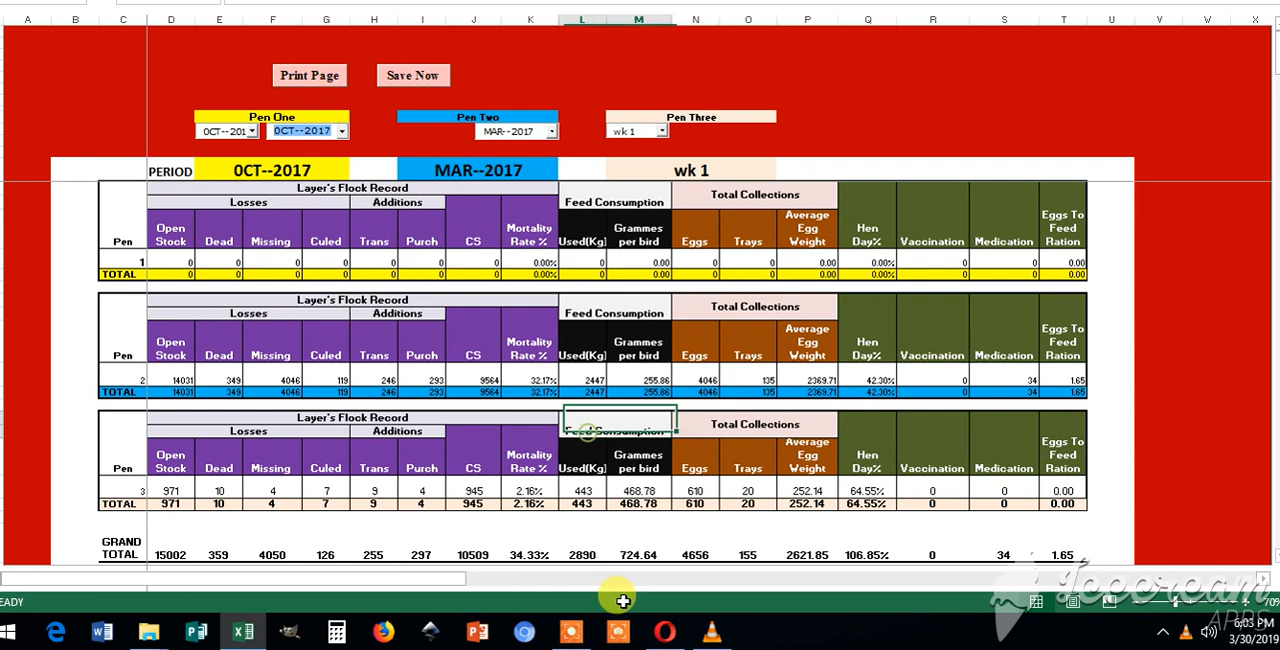 A B C D E F G H I J K L M N O P Q R S T U V W X
Print Page Save Now
Pen One Pen Two Pen Three
0CT--201 0CT--2017 MAR--2017 wk 1
PERIOD 0CT--2017 MAR--2017 wk 1
Layer's Flock Record
Losses Additions Feed Consumption Total Collections
Pen Open Stock Dead Missing Culed Trans Purch CS Mortality Rate % Used(Kg) Grammes per bird Eggs Trays Average Egg Weight Hen Day% Vaccination Medication Eggs To Feed Ration
1 0 0 0 0 0 0 0 0.00% 0 0.00 0 0 0.00 0.00% 0 0 0.00
TOTAL 0 0 0 0 0 0 0 0.00% 0 0.00 0 0 0.00 0.00% 0 0 0.00
Layer's Flock Record
Losses Additions Feed Consumption Total Collections
Pen Open Stock Dead Missing Culed Trans Purch CS Mortality Rate % Used(Kg) Grammes per bird Eggs Trays Average Egg Weight Hen Day% Vaccination Medication Eggs To Feed Ration
2 14031 349 4046 119 246 293 9564 32.17% 2447 255.86 4046 135 2369.71 42.30% 0 34 1.65
TOTAL 14031 349 4046 119 246 293 9564 32.17% 2447 255.86 4046 135 2369.71 42.30% 0 34 1.65
Layer's Flock Record
Losses Additions Feed Consumption Total Collections
Pen Open Stock Dead Missing Culed Trans Purch CS Mortality Rate % Used(Kg) Grammes per bird Eggs Trays Average Egg Weight Hen Day% Vaccination Medication Eggs To Feed Ration
3 971 10 4 7 9 4 945 2.16% 443 468.78 610 20 252.14 64.55% 0 0 0.00
TOTAL 971 10 4 7 9 4 945 2.16% 443 468.78 610 20 252.14 64.55% 0 0 0.00
GRAND TOTAL 15002 359 4050 126 255 297 10509 34.33% 2890 724.64 4656 155 2621.85 106.85% 0 34 1.65
Icecream
APPS
EADY 70%
6:03 PM
3/30/2019